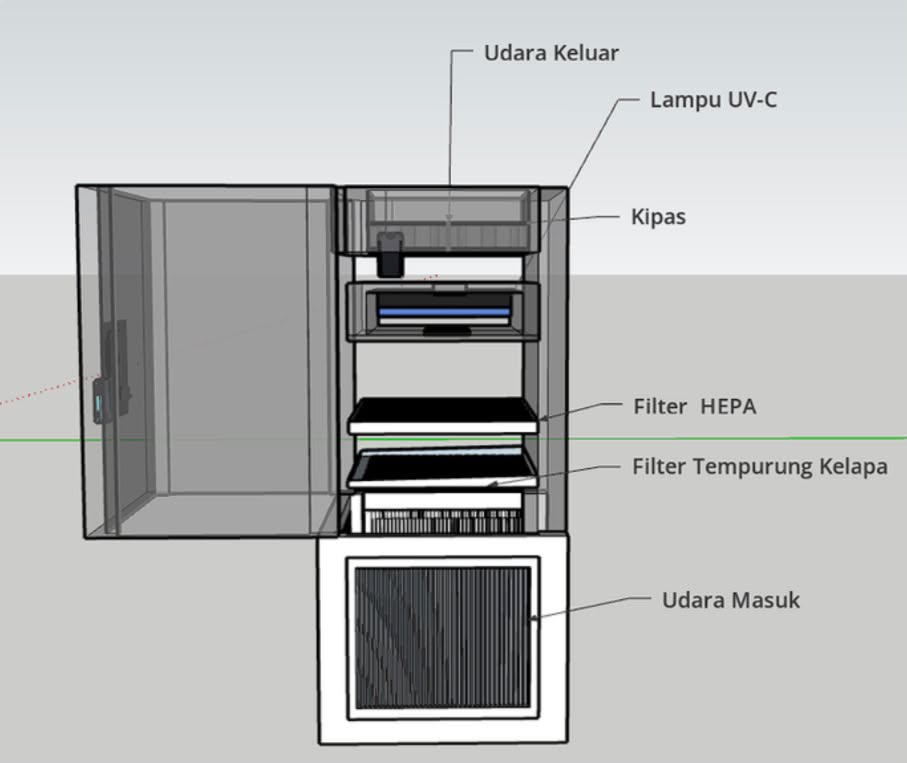 Udara Keluar
Lampu UV-C
Kipas
Filter HEPA
Filter Tempurung Kelapa
Udara Masuk